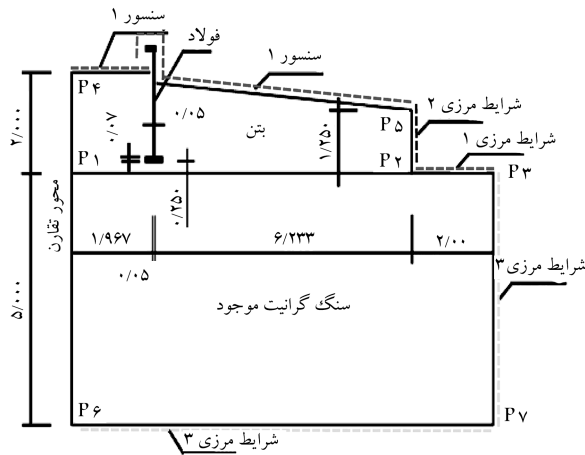 سنسور ۱
فولاد
سنسور ۱
شرایط مرزی ۲
شرایط مرزی ۱
P۴
۰/۰۵
بتن
P۵
۲/۰۰۰
۰/۰۷
۱/۲۵۰
P۱
P۲
P۳
۰/۲۵۰
محور تقارن
۱/۹۶۷
۶/۲۳۳
۲/۰۰
۰/۰۵
شرایط مرزی ۳
۵/۰۰۰
سنگ گرانیت موجود
P۶
P۷
شرایط مرزی ۳